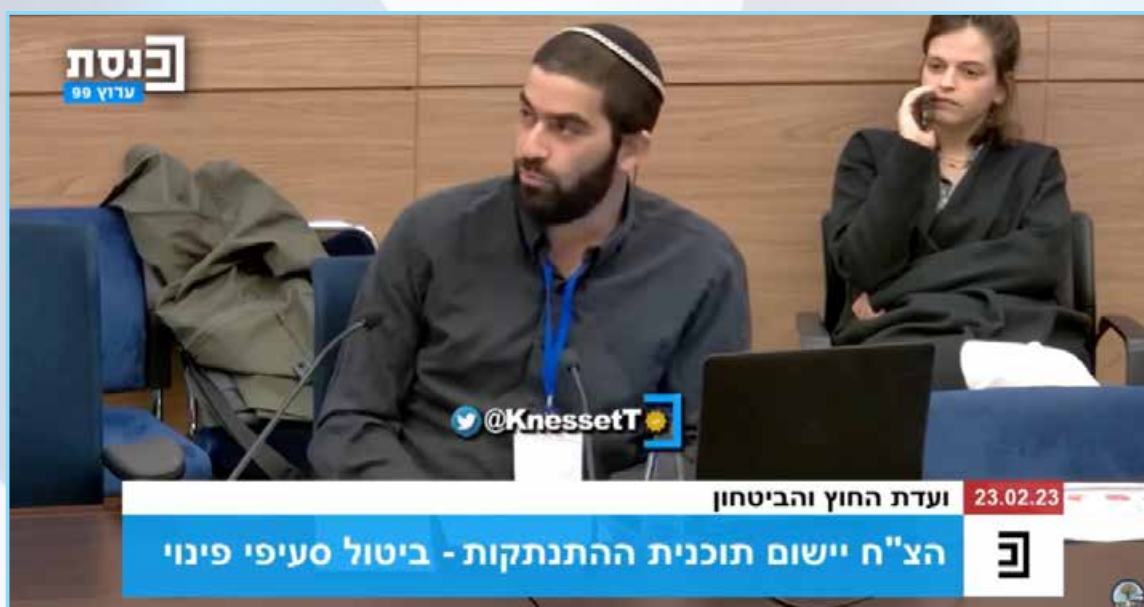 כנסת
ערוץ 99
@KnessetT
23.02.23 ועדת החוץ והביטחון
הצ"ח יישום תוכנית ההתנתקות - ביטול סעיפי פינוי